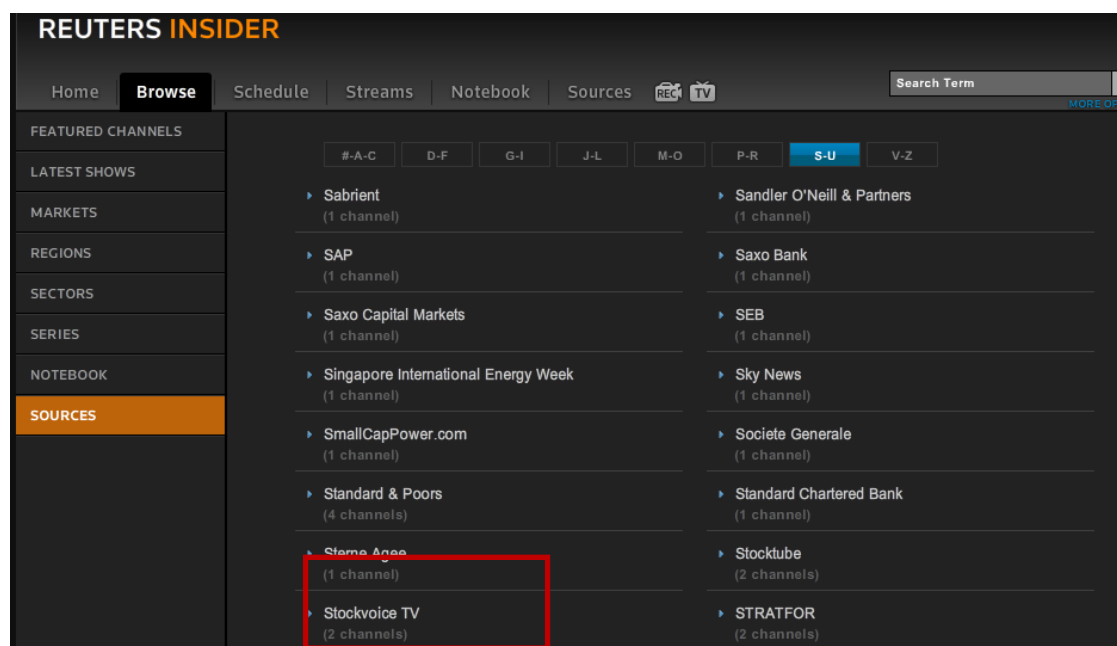 REUTERS INSIDER
Home Browse Schedule Streams Notebook Sources REC TV Search Term
MORE OP
FEATURED CHANNELS
LATEST SHOWS
MARKETS
REGIONS
SECTORS
SERIES
NOTEBOOK
SOURCES
#-A-C D-F G-I J-L M-O P-R S-U V-Z
Sabrient
(1 channel)
Sandler O'Neill & Partners
(1 channel)
SAP
(1 channel)
Saxo Bank
(1 channel)
Saxo Capital Markets
(1 channel)
SEB
(1 channel)
Singapore International Energy Week
(1 channel)
Sky News
(1 channel)
SmallCapPower.com
(1 channel)
Societe Generale
(1 channel)
Standard & Poors
(4 channels)
Standard Chartered Bank
(1 channel)
Sterne Agee
(1 channel)
Stocktube
(2 channels)
Stockvoice TV
(2 channels)
STRATFOR
(2 channels)